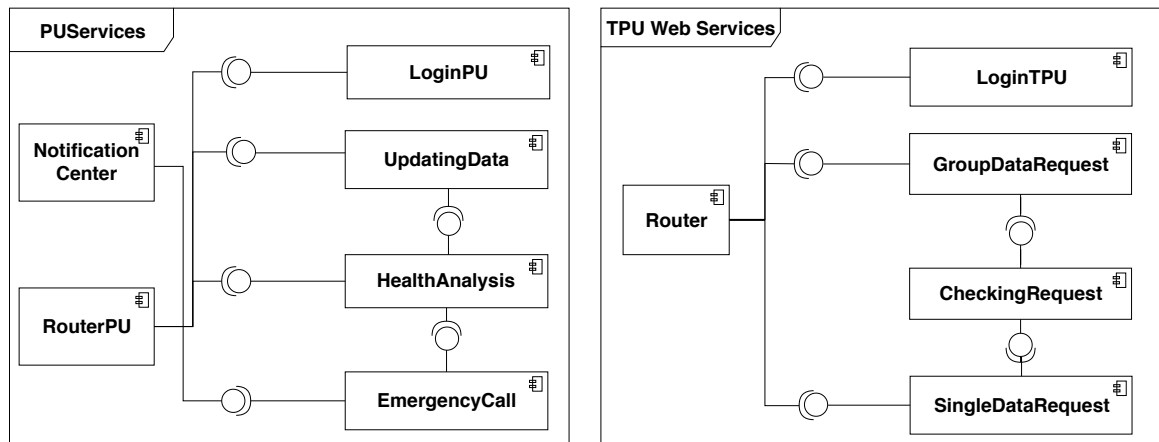 PUServices
LoginPU
Notification
Center
UpdatingData
HealthAnalysis
RouterPU
EmergencyCall
TPU Web Services
LoginTPU
GroupDataRequest
Router
CheckingRequest
SingleDataRequest